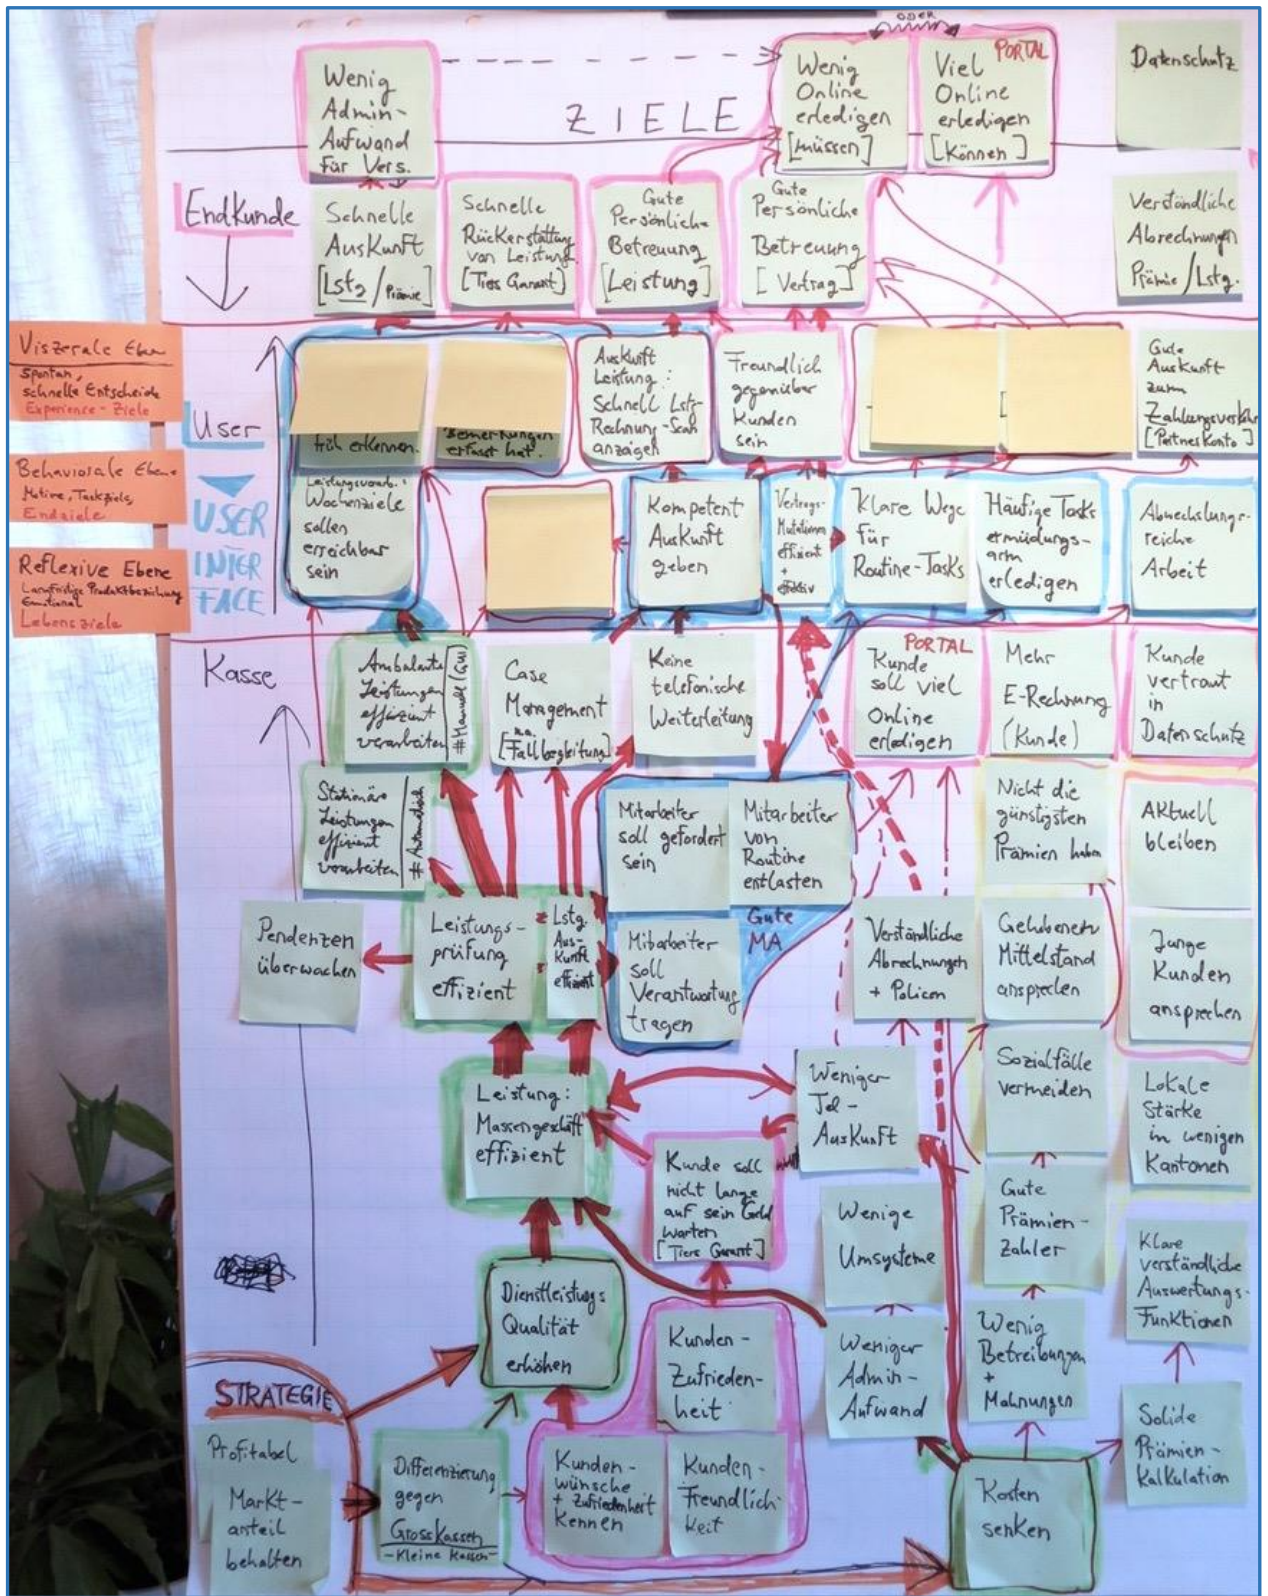 ODER
Wenig
Admin-
Aufwand
für Vers.
ZIELE
Wenig
Online
erledigen
[müssen]
PORTAL
Viel
Online
erledigen
[Können]
Datenschutz
Endkunde
Schnelle
Auskunft
[Lstg/Prämie]
Schnelle
Rückerstattung
von Leistung
[Tiers Garant]
Gute
Persönliche
Betreuung
[Leistung]
Gute
Persönliche
Betreuung
[Vertrag]
Verständliche
Abrechnungen
Prämie/Lstg.
Viszerale Ebene
Spontan,
schnelle Entscheide
Experience-Ziele
Behaviorale Ebene
Motive, Taskziele,
Endziele
Reflexive Ebene
Langfristige Produktbeziehung
Emotional
Lebensziele
User
USER
INTER
FACE
früh erkennen.
Bemerkungen
erfasst hat.
Auskunft
Leistung:
Schnell Lstg
Rechnung-Scan
anzeigen
Freundlich
gegenüber
Kunden
sein
Gute
Auskunft
zum
Zahlungsverkehr
[Partnerkonto]
Leistungsverarb.:
Wochenziele
sollen
erreichbar
sein
Kompetent
Auskunft
geben
Vertrags-
Mutationen
effizient
+
effektiv
Klare Wege
für
Routine-Tasks
Häufige Tasks
ermüdungs-
arm
erledigen
Abwechslungs-
reiche
Arbeit
Kasse
Ambulante
Leistungen
effizient
verarbeiten
#Manuell (GUI)
Case
Management
[Fallbegleitung]
Keine
telefonische
Weiterleitung
PORTAL
Kunde
soll viel
Online
erledigen
Mehr
E-Rechnung
(Kunde)
Kunde
vertraut
in
Datenschutz
Stationäre
Leistungen
effizient
verarbeiten
#Automatisch
Mitarbeiter
soll gefordert
sein
Mitarbeiter
von
Routine
entlasten
Nicht die
günstigsten
Prämien haben
Aktuell
bleiben
Pendenzen
überwachen
Leistungs-
prüfung
effizient
Lstg.
Aus-
kunft
effizient
Mitarbeiter
soll
Verantwortung
tragen
Gute
MA
Verständliche
Abrechnungen
+ Policen
Gehobenen
Mittelstand
ansprechen
Junge
Kunden
ansprechen
Leistung:
Massengeschäft
effizient
Weniger
Tel-
Auskunft
Sozialfälle
vermeiden
Lokale
Stärke
in wenigen
Kantonen
Kunde soll
nicht lange
auf sein Geld
warten
[Tiers Garant]
Wenige
Umsysteme
Gute
Prämien-
zahler
Klare
verständliche
Auswertungs-
Funktionen
Dienstleistungs
Qualität
erhöhen
Kunden-
Zufrieden-
heit
Weniger
Admin-
Aufwand
Wenig
Betreibungen
+
Mahnungen
Solide
Prämien-
kalkulation
STRATEGIE
Profitabel
Markt-
anteil
behalten
Differenzierung
gegen
Grosskassen
-Kleine Kassen-
Kunden-
wünsche
+ Zufriedenheit
kennen
Kunden-
Freundlich-
keit
Kosten
senken